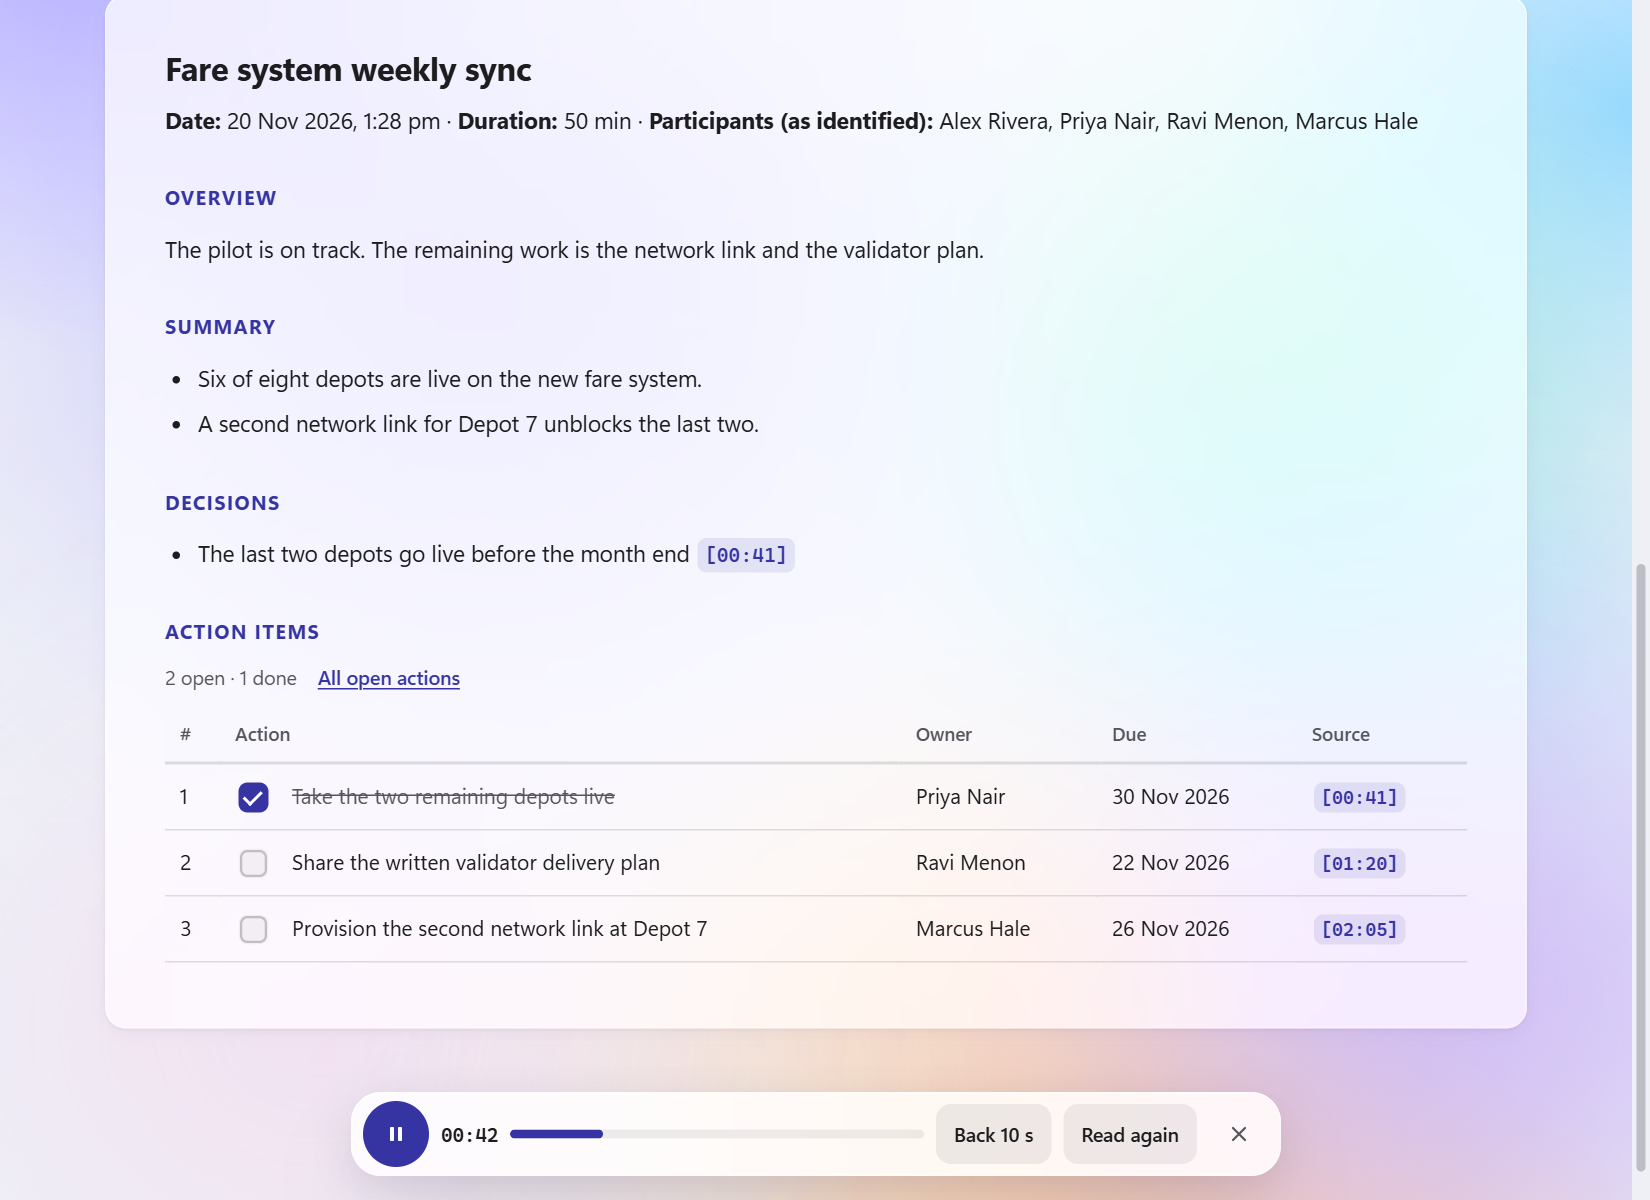 Fare system weekly sync
Date: 20 Nov 2026, 1:28 pm · Duration: 50 min · Participants (as identified): Alex Rivera, Priya Nair, Ravi Menon, Marcus Hale
OVERVIEW
The pilot is on track. The remaining work is the network link and the validator plan.
SUMMARY
• Six of eight depots are live on the new fare system.
• A second network link for Depot 7 unblocks the last two.
DECISIONS
• The last two depots go live before the month end [00:41]
ACTION ITEMS
2 open · 1 done All open actions
# Action Owner Due Source
1 Take the two remaining depots live Priya Nair 30 Nov 2026 [00:41]
2 Share the written validator delivery plan Ravi Menon 22 Nov 2026 [01:20]
3 Provision the second network link at Depot 7 Marcus Hale 26 Nov 2026 [02:05]
00:42 Back 10 s Read again